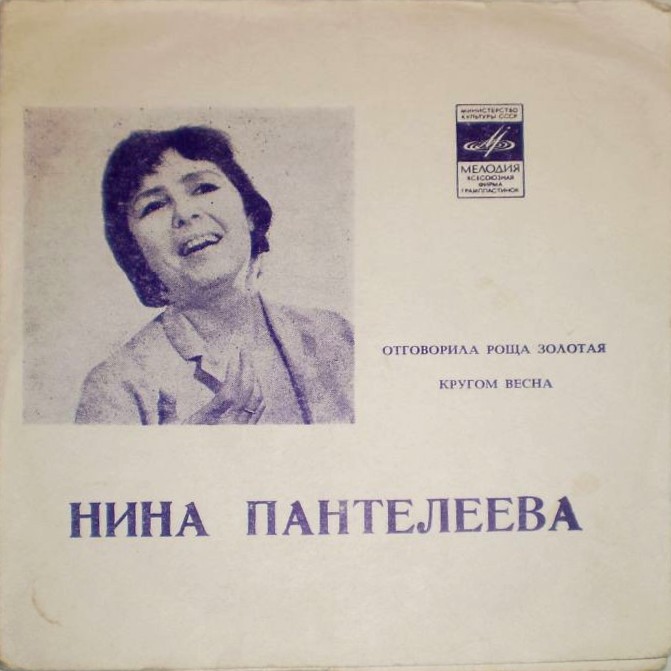 МИНИСТЕРСТВО
КУЛЬТУРЫ СССР
МЕЛОДИЯ
ВСЕСОЮЗНАЯ
ФИРМА
ГРАМПЛАСТИНОК
ОТГОВОРИЛА РОЩА ЗОЛОТАЯ
КРУГОМ ВЕСНА
НИНА ПАНТЕЛЕЕВА